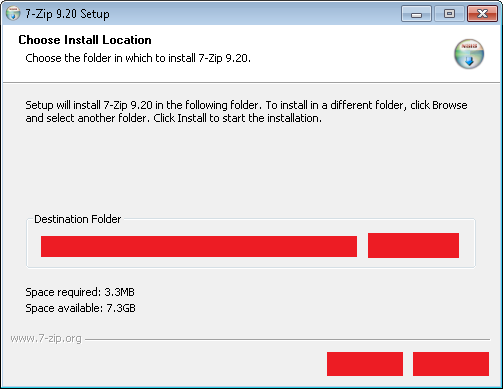 7-Zip 9.20 Setup
Choose Install Location
Choose the folder in which to install 7-Zip 9.20.
Setup will install 7-Zip 9.20 in the following folder. To install in a different folder, click Browse
and select another folder. Click Install to start the installation.
Destination Folder
Space required: 3.3MB
Space available: 7.3GB
www.7-zip.org